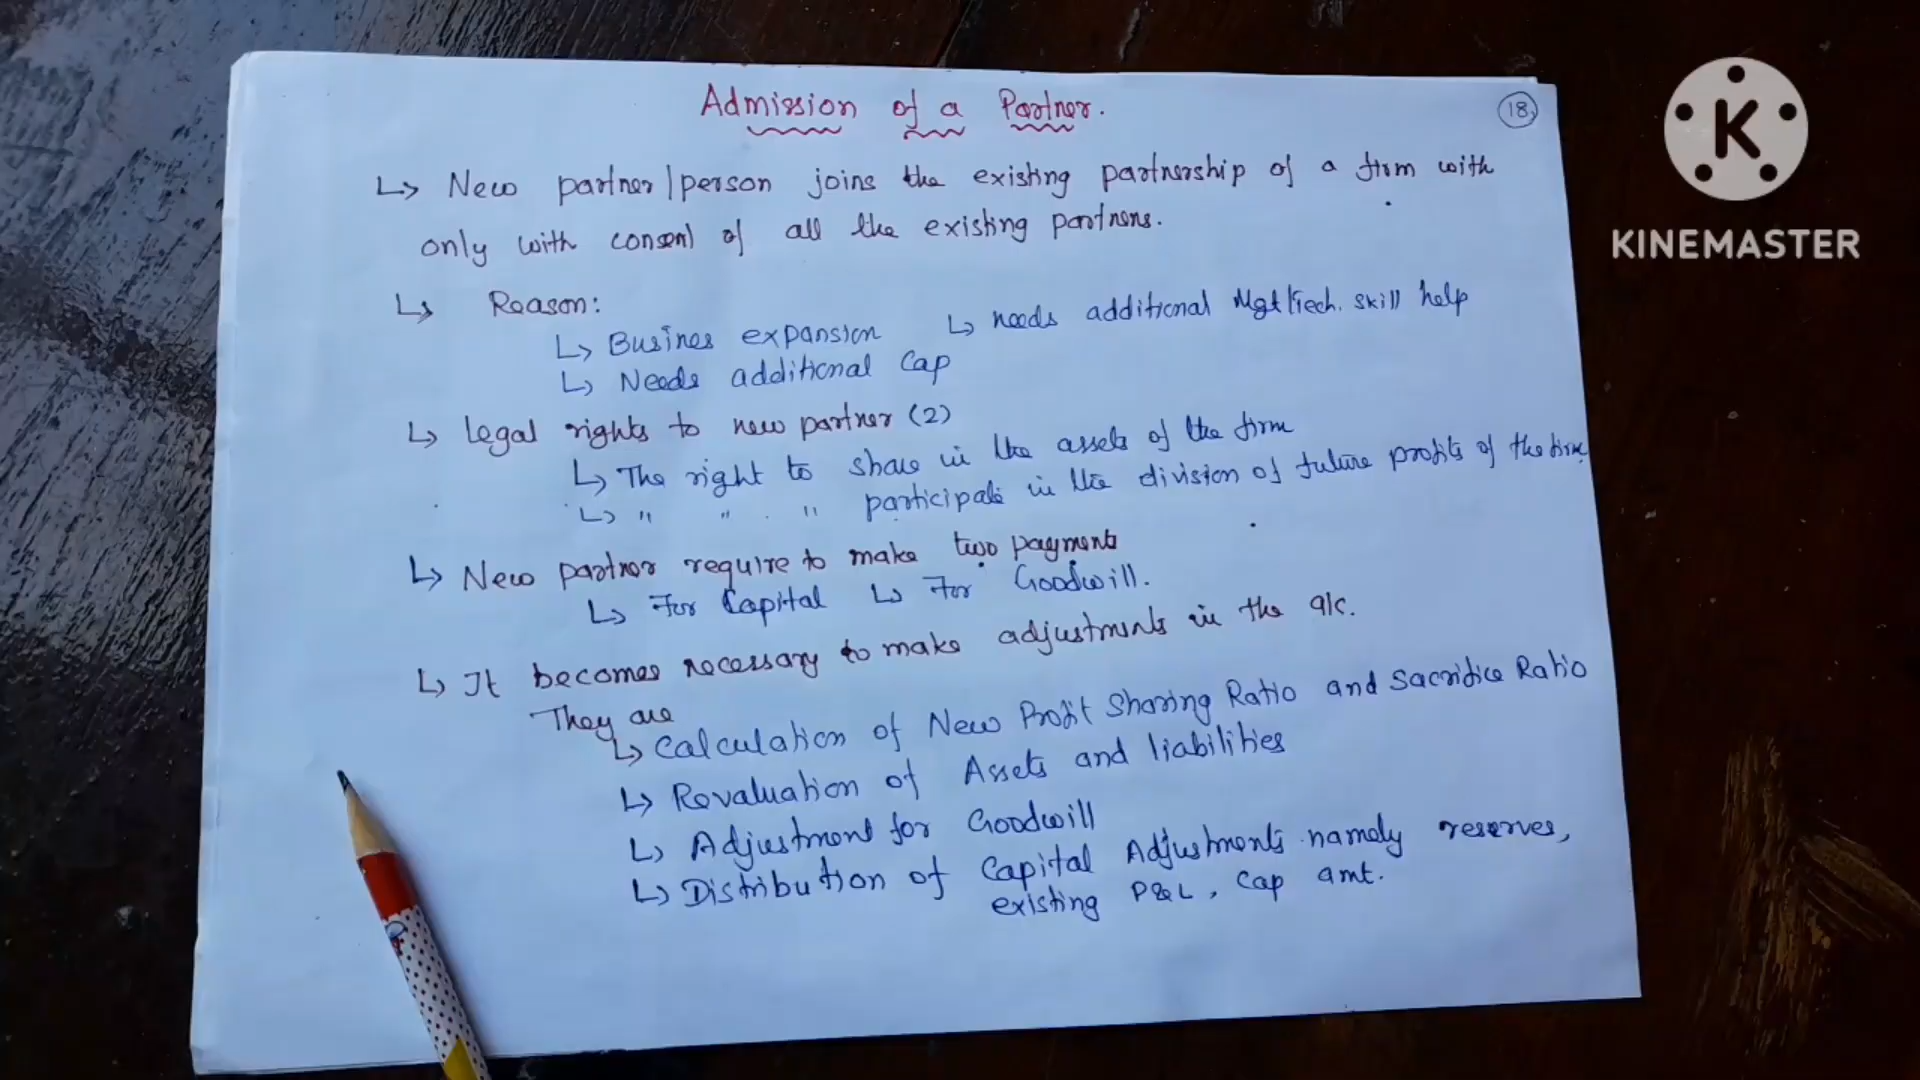 Admission of a Partner.
18
K
KINEMASTER
↳ New partner/person joins the existing partnership of a firm with
only with consent of all the existing partners.
↳ Reason:
↳ Busines expansion ↳ needs additional Mgt/Tech. skill help
↳ Needs additional cap
↳ Legal rights to new partner (2)
↳ The right to share in the assets of the firm
↳ " " " participate in the division of future profits of the firm
↳ New partner require to make two payments
↳ For Capital ↳ For Goodwill.
↳ It becomes necessary to make adjustments in the a/c.
They are
↳ Calculation of New Profit Sharing Ratio and Sacrifice Ratio
↳ Revaluation of Assets and liabilities
↳ Adjustment for Goodwill
↳ Distribution of Capital Adjustments namely reserves,
existing P&L, Cap amt.